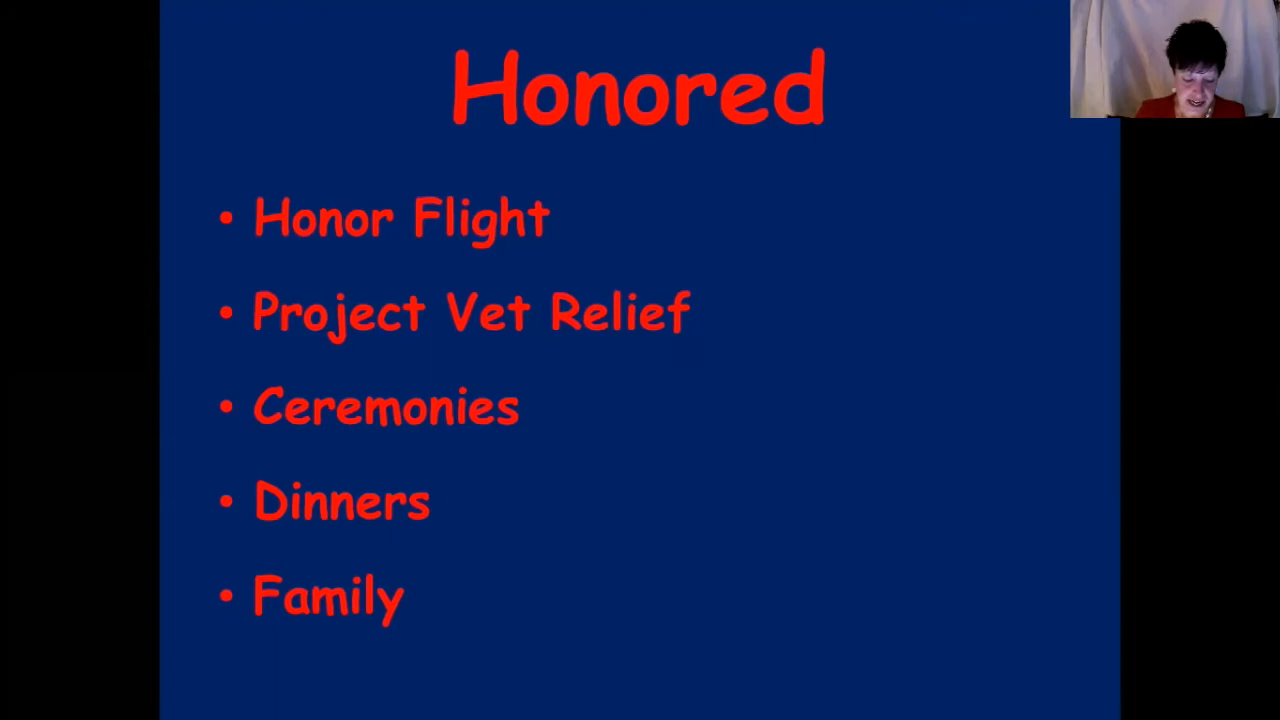 Honored
• Honor Flight
• Project Vet Relief
• Ceremonies
• Dinners
• Family